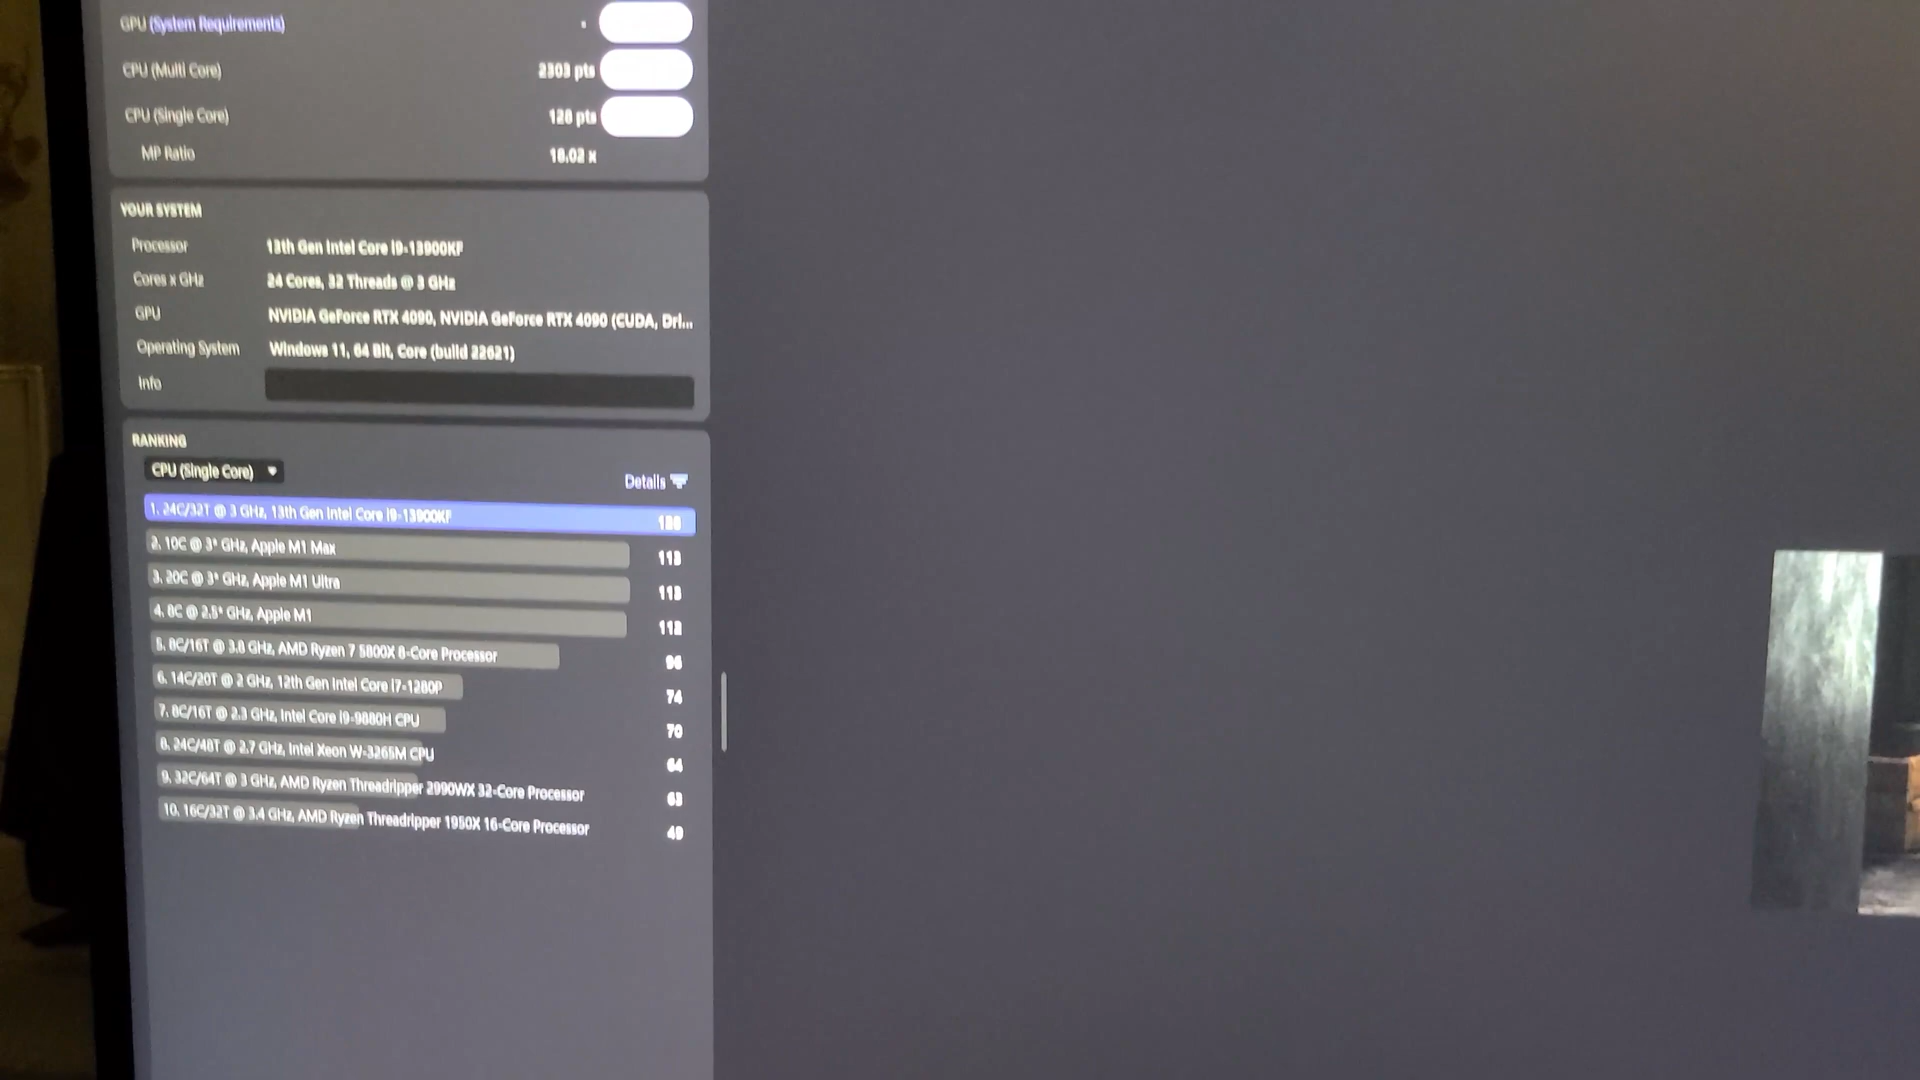 GPU (System Requirements)
CPU (Multi Core) 2303 pts
CPU (Single Core) 128 pts
MP Ratio 18.02 x
YOUR SYSTEM
Processor 13th Gen Intel Core i9-13900KF
Cores x GHz 24 Cores, 32 Threads @ 3 GHz
GPU NVIDIA GeForce RTX 4090, NVIDIA GeForce RTX 4090 (CUDA, Dri...
Operating System Windows 11, 64 Bit, Core (build 22621)
Info
RANKING
CPU (Single Core)
Details
1. 24C/32T @ 3 GHz, 13th Gen Intel Core i9-13900KF 128
2. 10C @ 3* GHz, Apple M1 Max 113
3. 20C @ 3* GHz, Apple M1 Ultra 113
4. 8C @ 2.5* GHz, Apple M1 112
5. 8C/16T @ 3.8 GHz, AMD Ryzen 7 5800X 8-Core Processor 96
6. 14C/20T @ 2 GHz, 12th Gen Intel Core i7-1280P 74
7. 8C/16T @ 2.3 GHz, Intel Core i9-9880H CPU 70
8. 24C/48T @ 2.7 GHz, Intel Xeon W-3265M CPU 64
9. 32C/64T @ 3 GHz, AMD Ryzen Threadripper 2990WX 32-Core Processor 63
10. 16C/32T @ 3.4 GHz, AMD Ryzen Threadripper 1950X 16-Core Processor 49